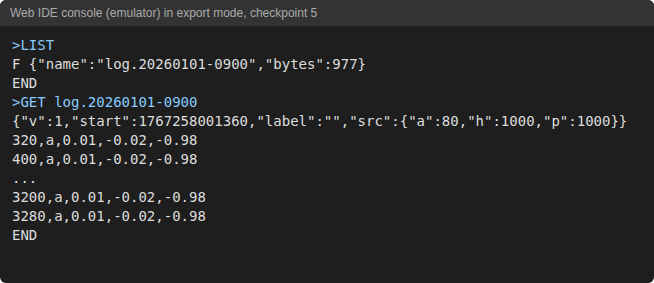 Web IDE console (emulator) in export mode, checkpoint 5
>LIST
F {"name":"log.20260101-0900","bytes":977}
END
>GET log.20260101-0900
{"v":1,"start":1767258001360,"label":"","src":{"a":80,"h":1000,"p":1000}}
320,a,0.01,-0.02,-0.98
400,a,0.01,-0.02,-0.98
...
3200,a,0.01,-0.02,-0.98
3280,a,0.01,-0.02,-0.98
END